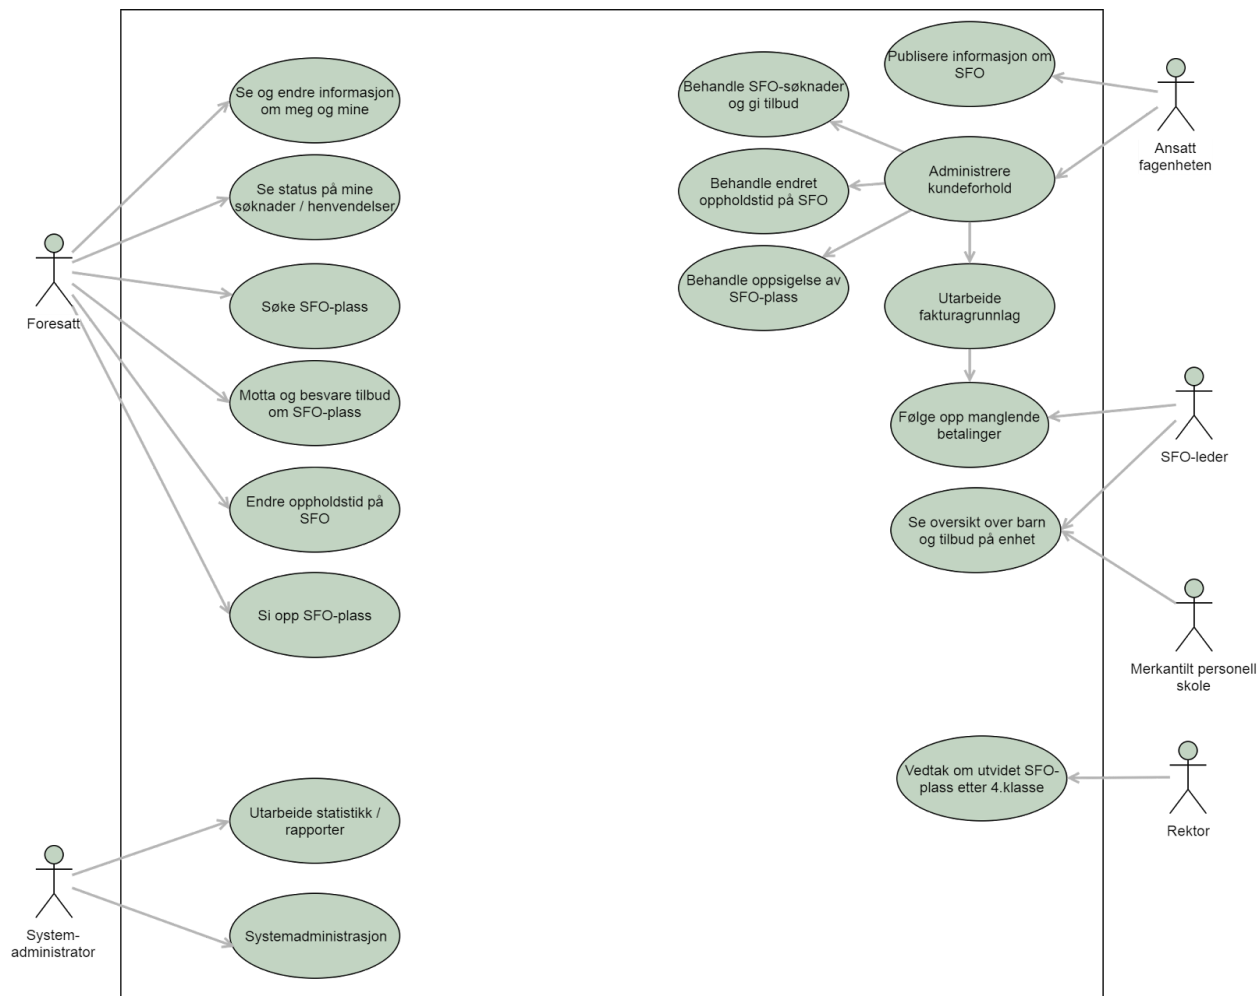 Se og endre informasjon
om meg og mine
Se status på mine
søknader / henvendelser
Foresatt
Søke SFO-plass
Motta og besvare tilbud
om SFO-plass
Endre oppholdstid på
SFO
Si opp SFO-plass
Utarbeide statistikk /
rapporter
System-
administrator
Systemadministrasjon
Publisere informasjon om
SFO
Behandle SFO-søknader
og gi tilbud
Ansatt
fagenheten
Administrere
kundeforhold
Behandle endret
oppholdstid på SFO
Behandle oppsigelse av
SFO-plass
Utarbeide
fakturagrunnlag
Følge opp manglende
betalinger
SFO-leder
Se oversikt over barn
og tilbud på enhet
Merkantilt personell
skole
Vedtak om utvidet SFO-
plass etter 4.klasse
Rektor